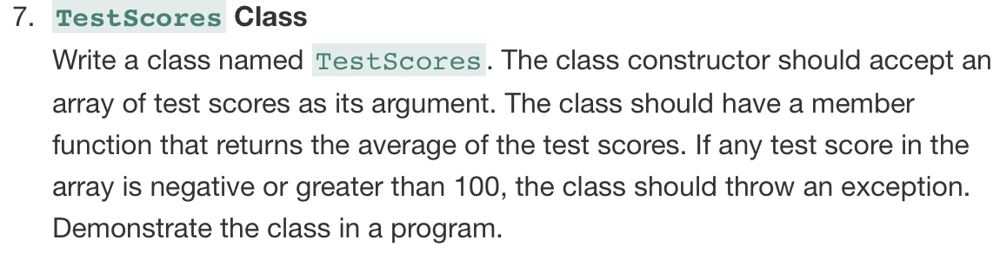 7. TestScores Class
Write a class named TestScores. The class constructor should accept an
array of test scores as its argument. The class should have a member
function that returns the average of the test scores. If any test score in the
array is negative or greater than 100, the class should throw an exception.
Demonstrate the class in a program.